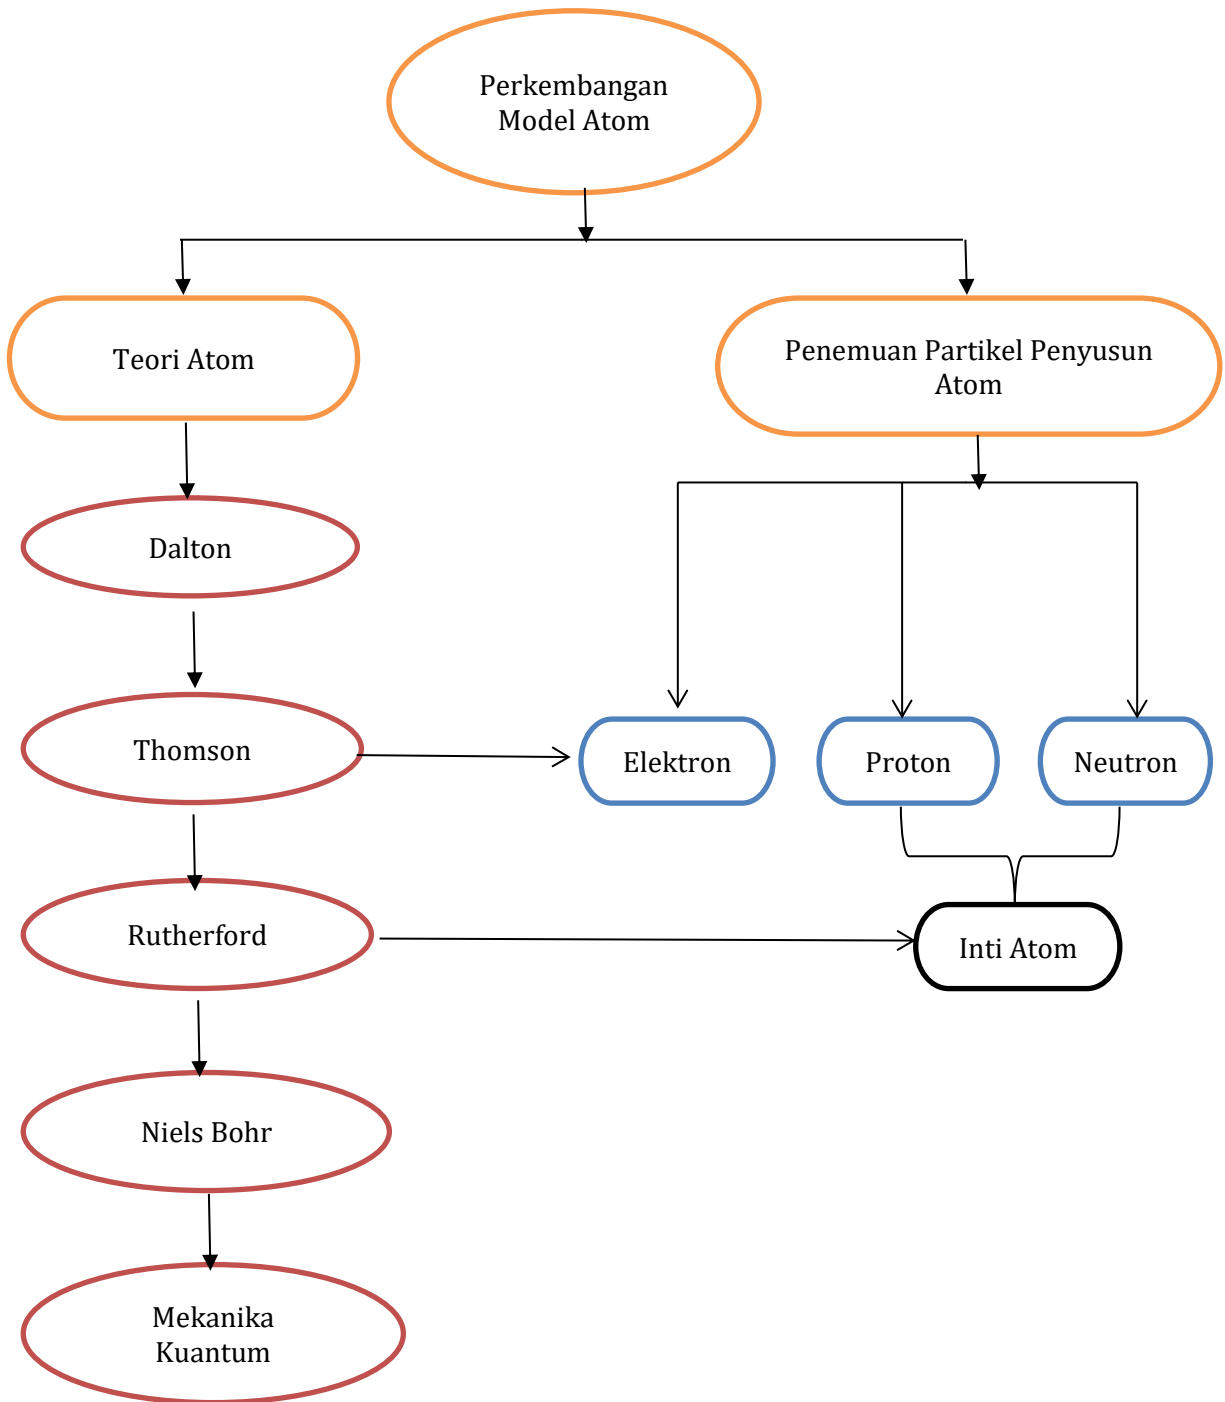 Perkembangan
Model Atom
Teori Atom
Penemuan Partikel Penyusun
Atom
Dalton
Thomson
Elektron
Proton
Neutron
Rutherford
Inti Atom
Niels Bohr
Mekanika
Kuantum